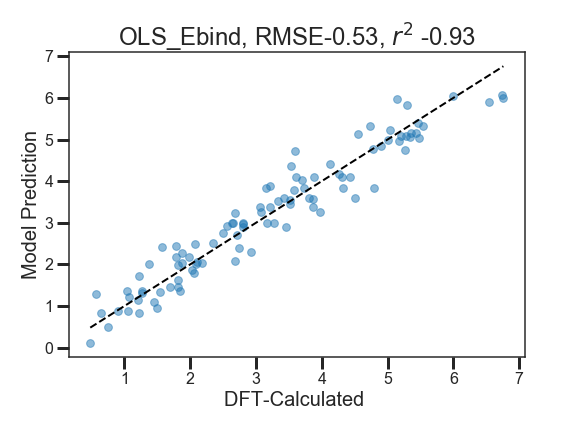 OLS_Ebind, RMSE-0.53, r² -0.93
7
6
5
4
3
2
1
0
Model Prediction
1 2 3 4 5 6 7
DFT-Calculated